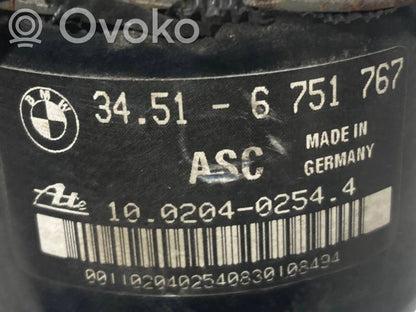 Ovoko
BMW
34.51 - 6 751 767
ASC
MADE IN
GERMANY
Ate
10.0204-0254.4
0011020402540830108494